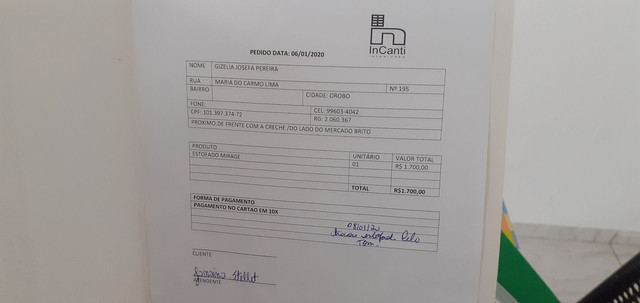 InCanti
PEDIDO DATA: 06/01/2020
NOME GIZELIA JOSEFA PEREIRA
RUA MARIA DO CARMO LIMA Nº 195
BAIRRO CIDADE: OROBO
FONE: CEL: 99603-4042
CPF: 101.397.374-72 RG: 2.060.367
PROXIMO DE FRENTE COM A CRECHE /DO LADO DO MERCADO BRITO
PRODUTO UNITÁRIO VALOR TOTAL
ESTOFADO MIRAGE 01 R$ 1.700,00
TOTAL R$1.700,00
FORMA DE PAGAMENTO
PAGAMENTO NO CARTAO EM 10X
08/01/20
Pelo
CLIENTE
ATENDENTE